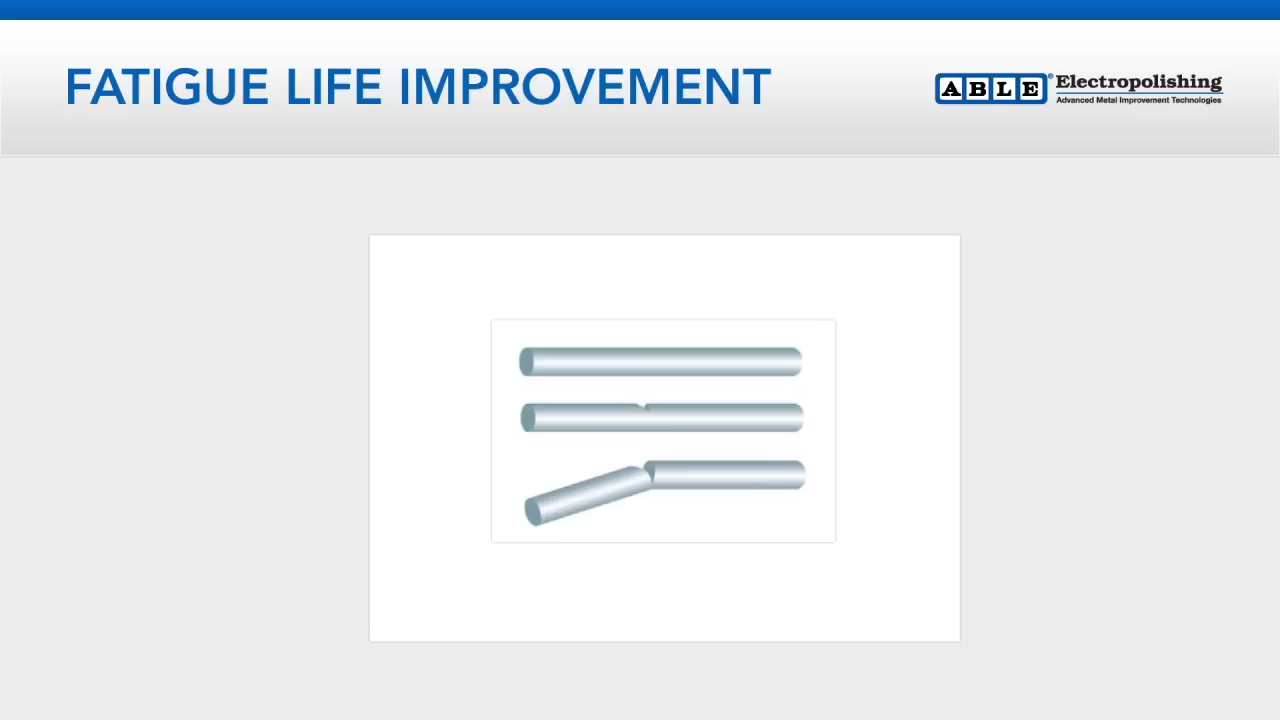 FATIGUE LIFE IMPROVEMENT
ABLE® Electropolishing
Advanced Metal Improvement Technologies